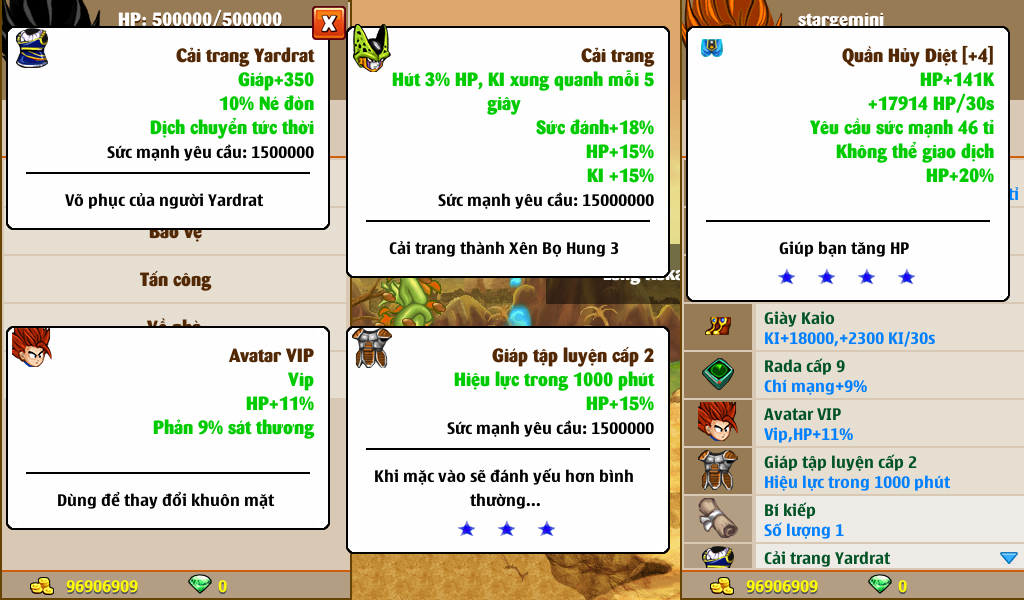 HP: 500000/500000
X
Cải trang Yardrat
Giáp+350
10% Né đòn
Dịch chuyển tức thời
Sức mạnh yêu cầu: 1500000
Võ phục của người Yardrat
Bảo vệ
Tấn công
Về nhà
Avatar VIP
Vip
HP+11%
Phản 9% sát thương
Dùng để thay đổi khuôn mặt
96906909
0
Cải trang
Hút 3% HP, KI xung quanh mỗi 5
giây
Sức đánh+18%
HP+15%
KI +15%
Sức mạnh yêu cầu: 15000000
Cải trang thành Xên Bọ Hung 3
Giáp tập luyện cấp 2
Hiệu lực trong 1000 phút
HP+15%
Sức mạnh yêu cầu: 1500000
Khi mặc vào sẽ đánh yếu hơn bình
thường...
stargemini
Quần Hủy Diệt [+4]
HP+141K
+17914 HP/30s
Yêu cầu sức mạnh 46 tỉ
Không thể giao dịch
HP+20%
Giúp bạn tăng HP
tỉ
Giày Kaio
KI+18000,+2300 KI/30s
Rada cấp 9
Chí mạng+9%
Avatar VIP
Vip,HP+11%
Giáp tập luyện cấp 2
Hiệu lực trong 1000 phút
Bí kiếp
Số lượng 1
Cải trang Yardrat
96906909
0